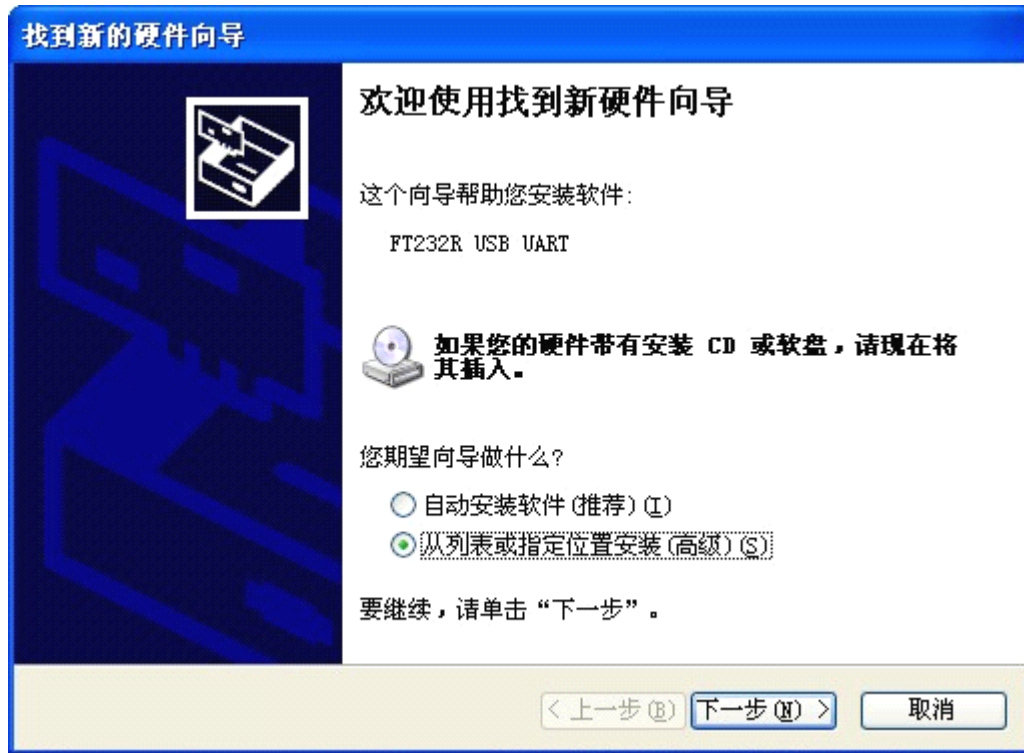 找到新的硬件向导
欢迎使用找到新硬件向导
这个向导帮助您安装软件:
FT232R USB UART
如果您的硬件带有安装 CD 或软盘，请现在将
其插入。
您期望向导做什么?
自动安装软件(推荐)(I)
从列表或指定位置安装(高级)(S)
要继续，请单击“下一步”。
< 上一步(B)
下一步(N) >
取消